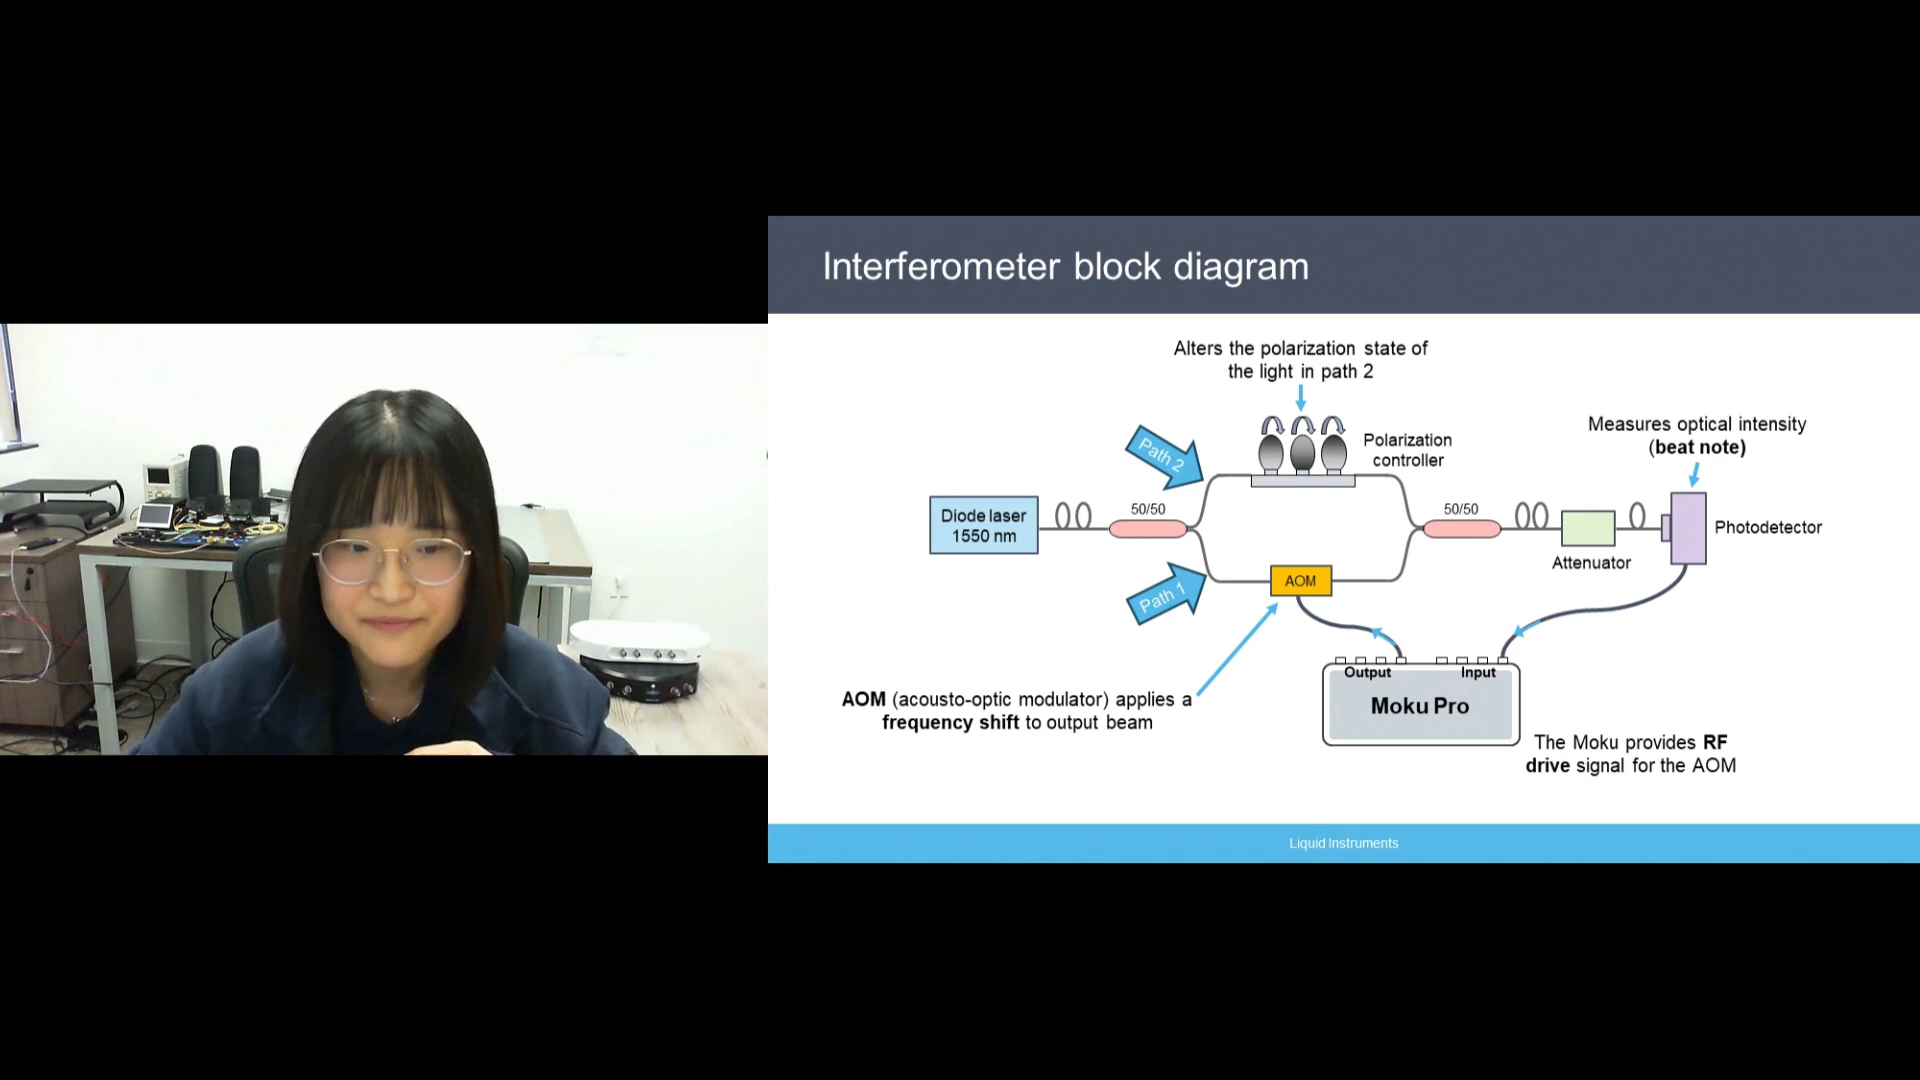 Interferometer block diagram
Alters the polarization state of
the light in path 2
Measures optical intensity
(beat note)
Path 2
Polarization
controller
Diode laser
1550 nm
50/50
50/50
Photodetector
Attenuator
Path 1
AOM
Output
Input
Moku Pro
AOM (acousto-optic modulator) applies a
frequency shift to output beam
The Moku provides RF
drive signal for the AOM
Liquid Instruments